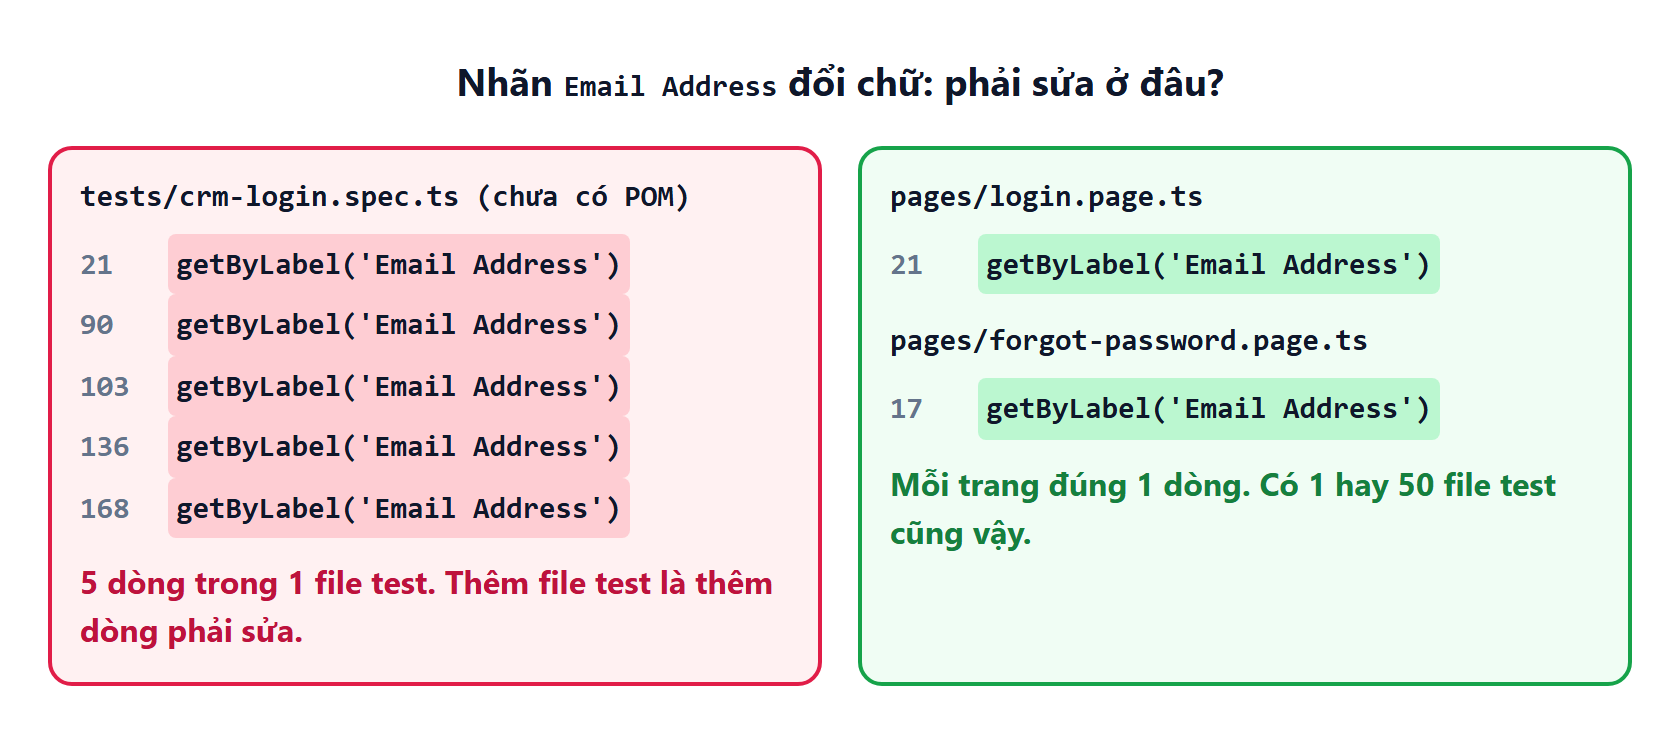 Nhãn Email Address đổi chữ: phải sửa ở đâu?
tests/crm-login.spec.ts (chưa có POM)
21 getByLabel('Email Address')
90 getByLabel('Email Address')
103 getByLabel('Email Address')
136 getByLabel('Email Address')
168 getByLabel('Email Address')
5 dòng trong 1 file test. Thêm file test là thêm
dòng phải sửa.
pages/login.page.ts
21 getByLabel('Email Address')
pages/forgot-password.page.ts
17 getByLabel('Email Address')
Mỗi trang đúng 1 dòng. Có 1 hay 50 file test
cũng vậy.